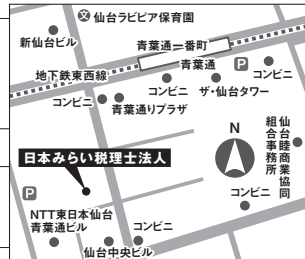 仙台ラビピア保育園
新仙台ビル
青葉通一番町
青葉通
P
コンビニ
地下鉄東西線
コンビニ
ザ・仙台タワー
コンビニ
青葉通りプラザ
N
仙台睦商業協同
組合事務所
日本みらい税理士法人
P
コンビニ
NTT東日本仙台
青葉通ビル
コンビニ
仙台中央ビル